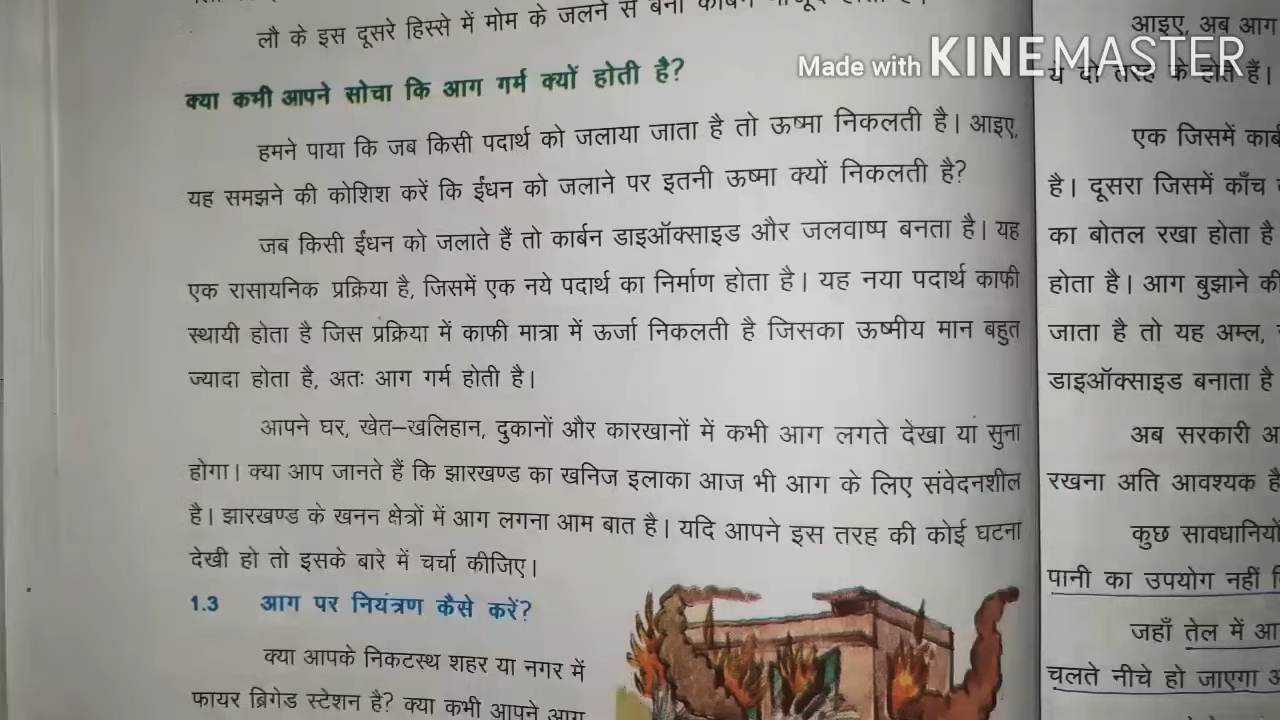 लौ के इस दूसरे हिस्से में मोम के जलने से बना
क्या कभी आपने सोचा कि आग गर्म क्यों होती है?
हमने पाया कि जब किसी पदार्थ को जलाया जाता है तो ऊष्मा निकलती है। आइए,
यह समझने की कोशिश करें कि ईंधन को जलाने पर इतनी ऊष्मा क्यों निकलती है?
जब किसी ईंधन को जलाते हैं तो कार्बन डाइऑक्साइड और जलवाष्प बनता है। यह
एक रासायनिक प्रक्रिया है, जिसमें एक नये पदार्थ का निर्माण होता है। यह नया पदार्थ काफी
स्थायी होता है जिस प्रक्रिया में काफी मात्रा में ऊर्जा निकलती है जिसका ऊष्मीय मान बहुत
ज्यादा होता है, अतः आग गर्म होती है।
आपने घर, खेत–खलिहान, दुकानों और कारखानों में कभी आग लगते देखा यां सुना
होगा। क्या आप जानते हैं कि झारखण्ड का खनिज इलाका आज भी आग के लिए संवेदनशील
है। झारखण्ड के खनन क्षेत्रों में आग लगना आम बात है। यदि आपने इस तरह की कोई घटना
देखी हो तो इसके बारे में चर्चा कीजिए।
1.3 आग पर नियंत्रण कैसे करें?
क्या आपके निकटस्थ शहर या नगर में
फायर ब्रिगेड स्टेशन है? क्या कभी आपने आग
Made with KINEMASTER
आइए, अब आग
ये दो तरह के होते हैं।
एक जिसमें
है। दूसरा जिसमें काँच
का बोतल रखा होता है
होता है। आग बुझाने की
जाता है तो यह अम्ल,
डाइऑक्साइड बनाता है
अब सरकारी
रखना अति आवश्यक है
कुछ सावधानियों
पानी का उपयोग नहीं
जहाँ तेल में
चलते नीचे हो जाएगा